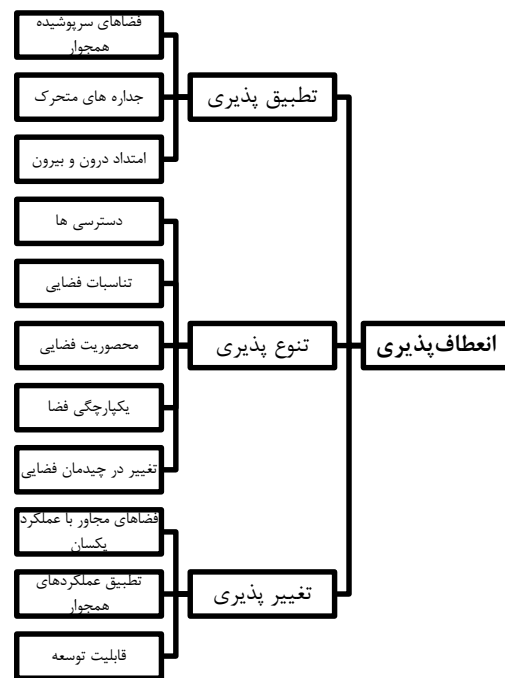 انعطاف‌پذیری
تطبیق پذیری
فضاهای سرپوشیده
همجوار
جداره های متحرک
امتداد درون و بیرون
تنوع پذیری
دسترسی ها
تناسبات فضایی
محصوریت فضایی
یکپارچگی فضا
تغییر در چیدمان فضایی
تغییر پذیری
فضاهای مجاور با عملکرد
یکسان
تطبیق عملکردهای
همجوار
قابلیت توسعه